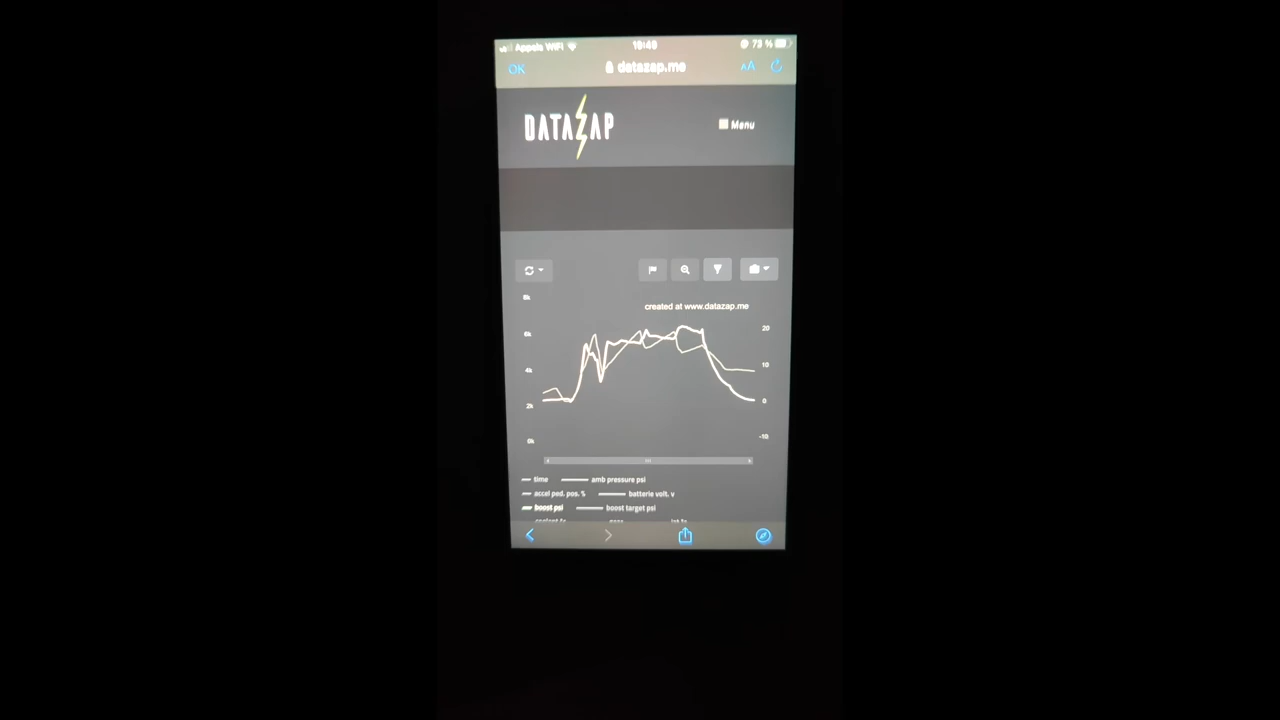 Appels WiFi 19:49 73 %
OK datazap.me AA
DATAZAP Menu
8k
created at www.datazap.me
6k 20
4k 10
2k 0
0k -10
time amb pressure psi
accel ped. pos. % batterie volt. v
boost psi boost target psi